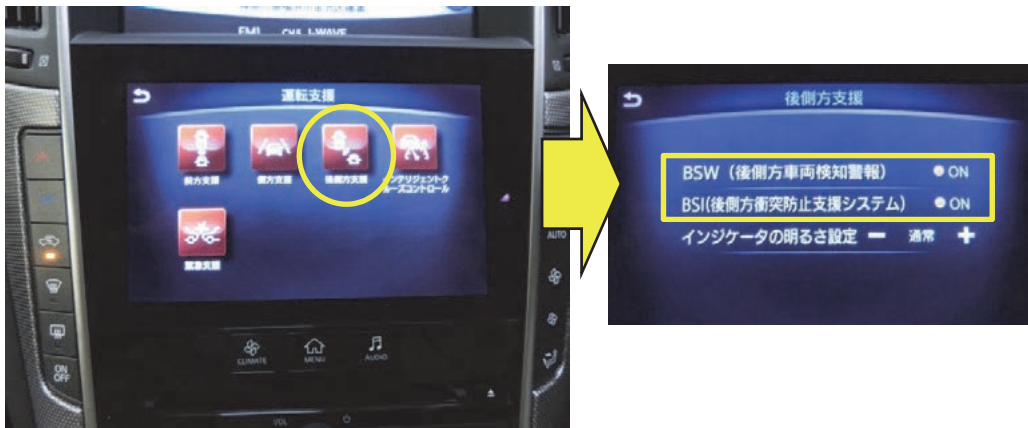 FM1 CH5 J-WAVE
運転支援
前方支援
側方支援
後側方支援
インテリジェントク
ルーズコントロール
緊急支援
AUTO
ON
OFF
CLIMATE
MENU
AUDIO
VOL
後側方支援
BSW（後側方車両検知警報） ON
BSI(後側方衝突防止支援システム) ON
インジケータの明るさ設定 － 通常 ＋